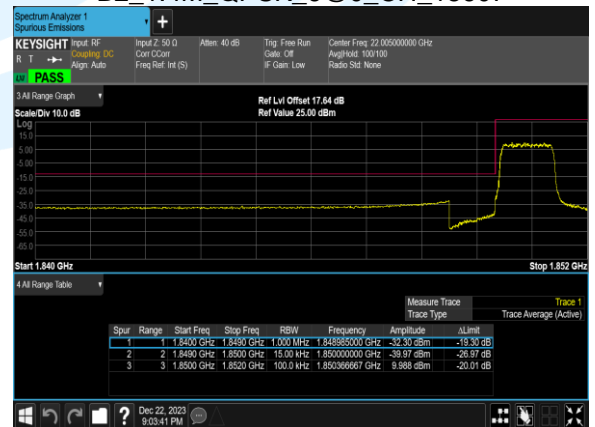 Spectrum Analyzer 1
Spurious Emissions
KEYSIGHT
R T
PASS
Input: RF
Coupling: DC
Align: Auto
Input Z: 50 Ω
Corr CCorr
Freq Ref: Int (S)
Atten: 40 dB
Trig: Free Run
Gate: Off
IF Gain: Low
Center Freq: 22.005000000 GHz
Avg|Hold: 100/100
Radio Std: None
3 All Range Graph
Scale/Div 10.0 dB
Ref Lvl Offset 17.64 dB
Ref Value 25.00 dBm
Log
15.0
5.00
-5.00
-15.0
-25.0
-35.0
-45.0
-55.0
-65.0
Start 1.840 GHz
Stop 1.852 GHz
4 All Range Table
Measure Trace Trace 1
Trace Type Trace Average (Active)
Spur Range Start Freq Stop Freq RBW Frequency Amplitude ΔLimit
1 1 1.8400 GHz 1.8490 GHz 1.000 MHz 1.848985000 GHz -32.30 dBm -19.30 dB
2 2 1.8490 GHz 1.8500 GHz 15.00 kHz 1.850000000 GHz -39.97 dBm -26.97 dB
3 3 1.8500 GHz 1.8520 GHz 100.0 kHz 1.850366667 GHz 9.988 dBm -20.01 dB
?
Dec 22, 2023
9:03:41 PM